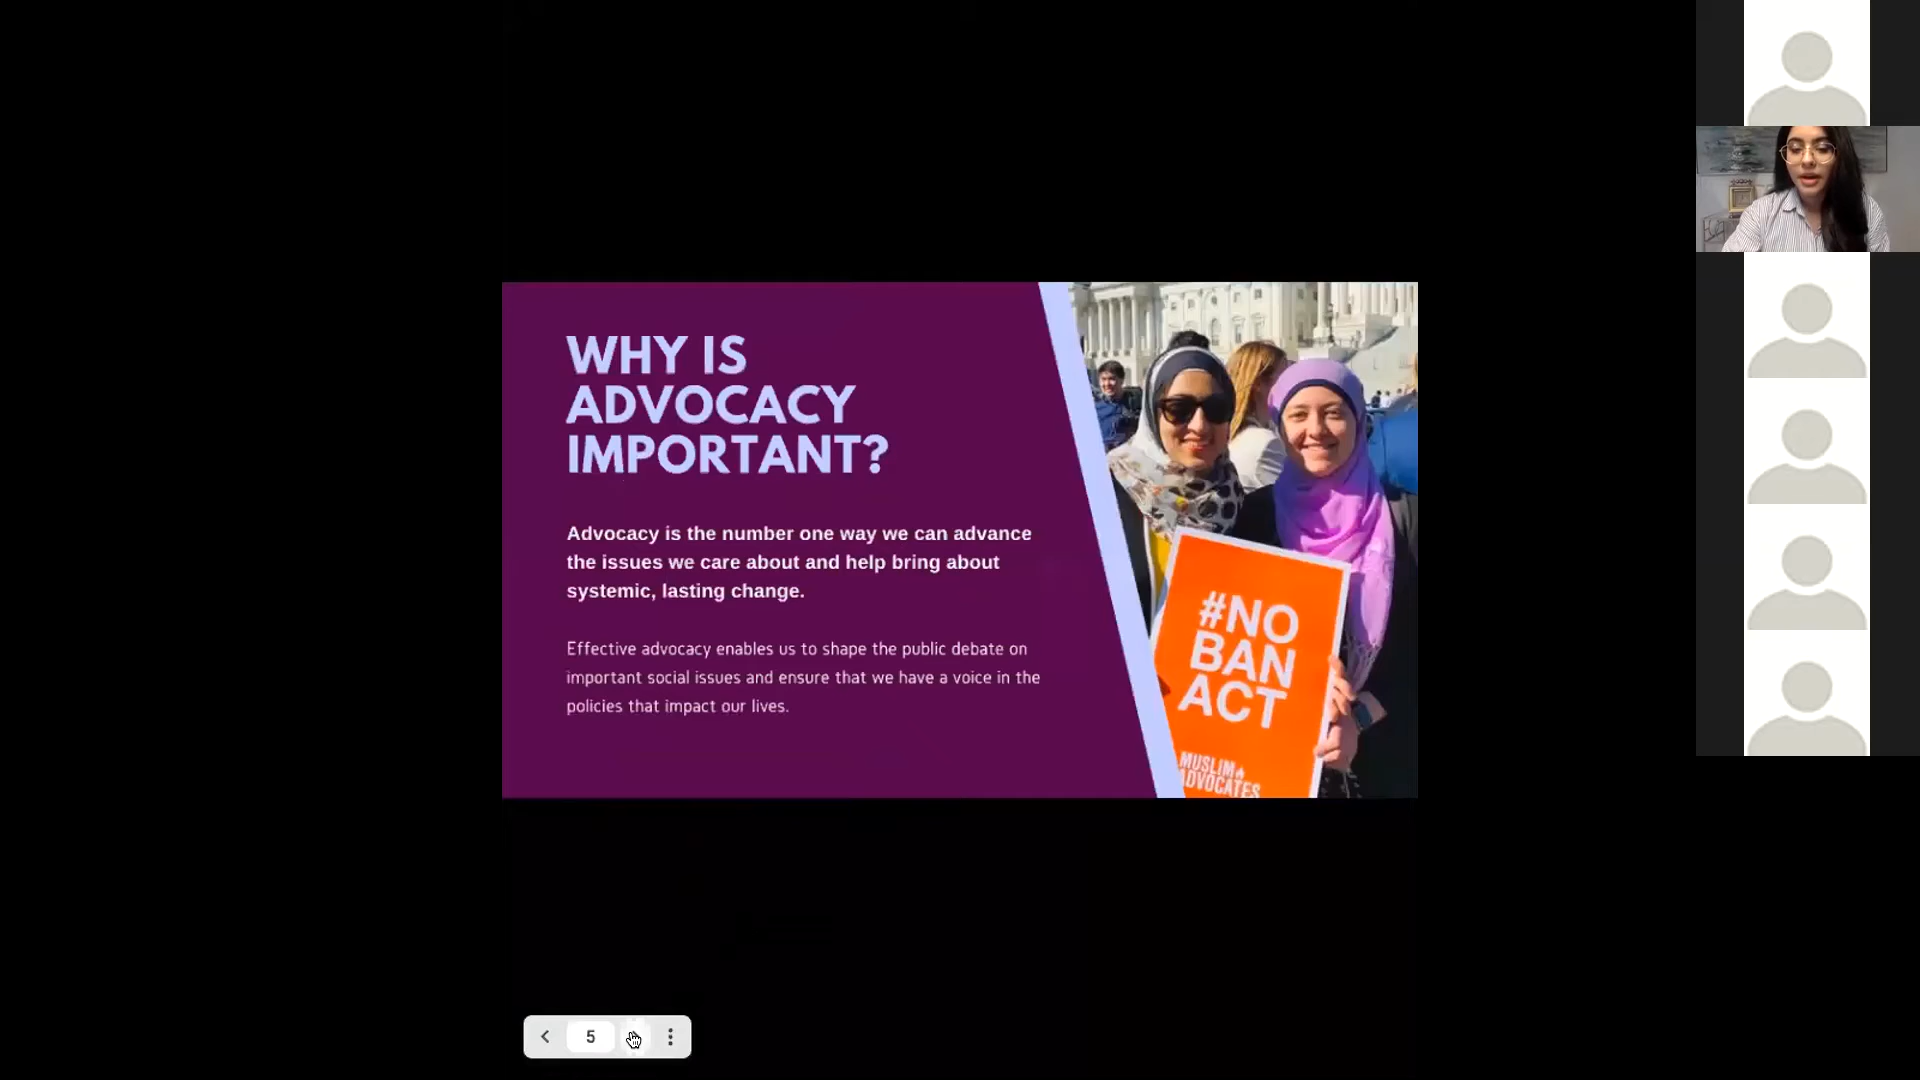 WHY IS
ADVOCACY
IMPORTANT?
Advocacy is the number one way we can advance
the issues we care about and help bring about
systemic, lasting change.
Effective advocacy enables us to shape the public debate on
important social issues and ensure that we have a voice in the
policies that impact our lives.
#NO
BAN
ACT
MUSLIM
ADVOCATES
5